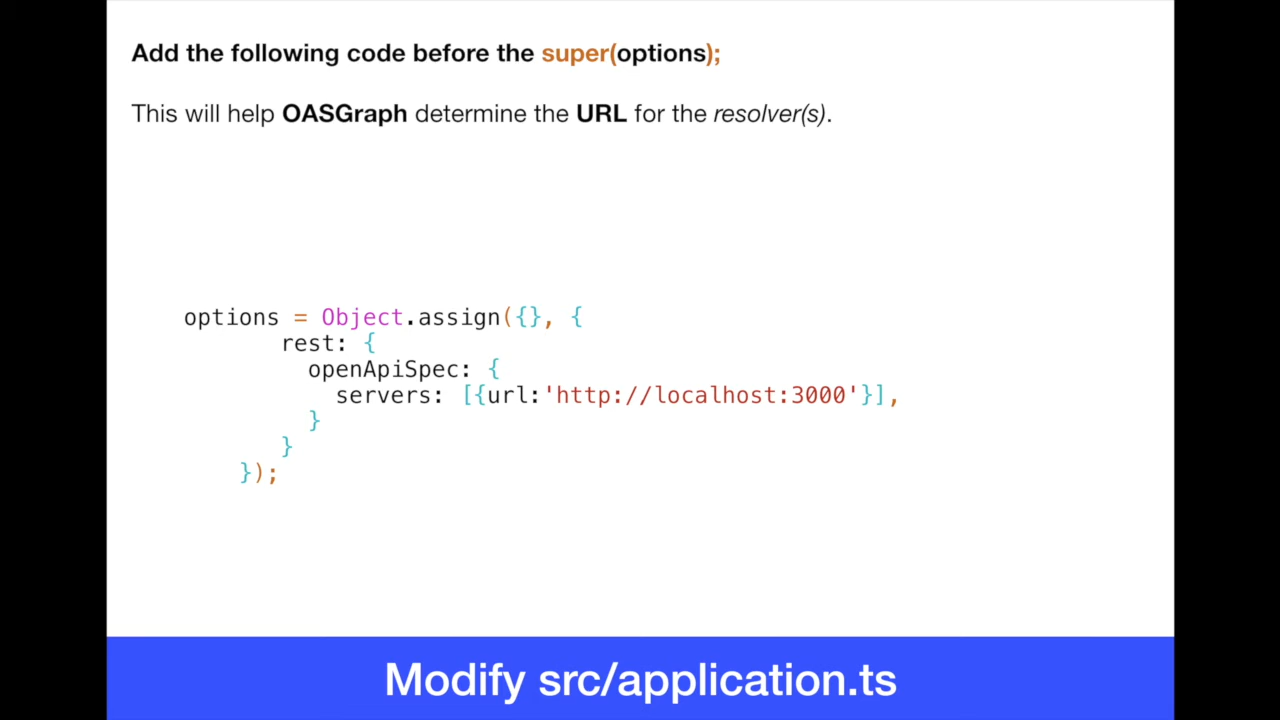 Add the following code before the super(options);
This will help OASGraph determine the URL for the resolver(s).
options = Object.assign({}, {
rest: {
openApiSpec: {
servers: [{url:'http://localhost:3000'}],
}
}
});
Modify src/application.ts